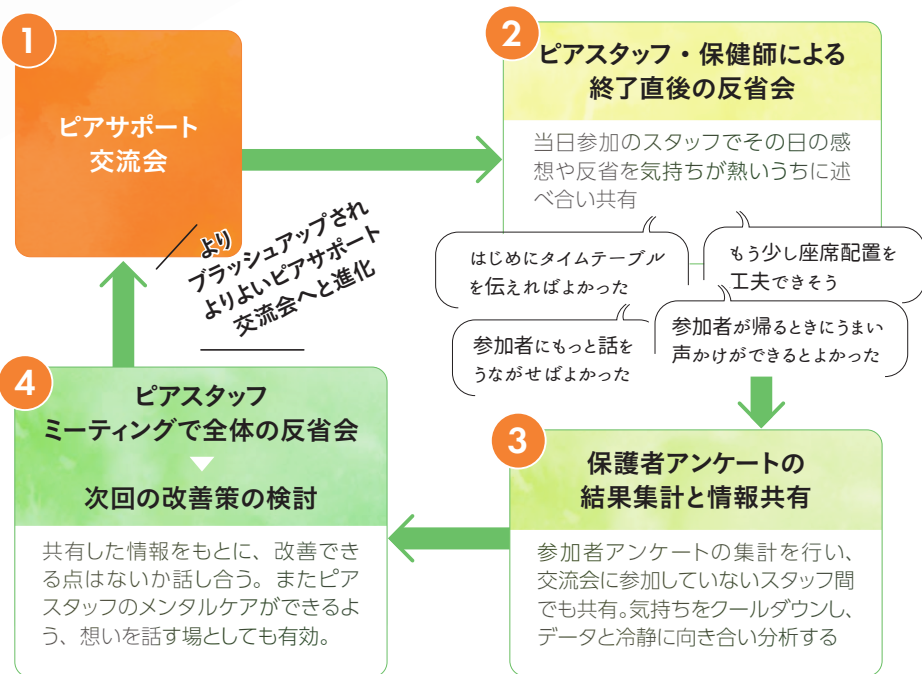 1
ピアサポート
交流会
2
ピアスタッフ・保健師による
終了直後の反省会
当日参加のスタッフでその日の感
想や反省を気持ちが熱いうちに述
べ合い共有
はじめにタイムテーブル
を伝えればよかった
もう少し座席配置を
工夫できそう
参加者にもっと話を
うながせばよかった
参加者が帰るときにうまい
声かけができるとよかった
3
保護者アンケートの
結果集計と情報共有
参加者アンケートの集計を行い、
交流会に参加していないスタッフ間
でも共有。気持ちをクールダウンし、
データと冷静に向き合い分析する
4
ピアスタッフ
ミーティングで全体の反省会
次回の改善策の検討
共有した情報をもとに、改善でき
る点はないか話し合う。またピア
スタッフのメンタルケアができるよ
う、想いを話す場としても有効。
より
ブラッシュアップされ
よりよいピアサポート
交流会へと進化